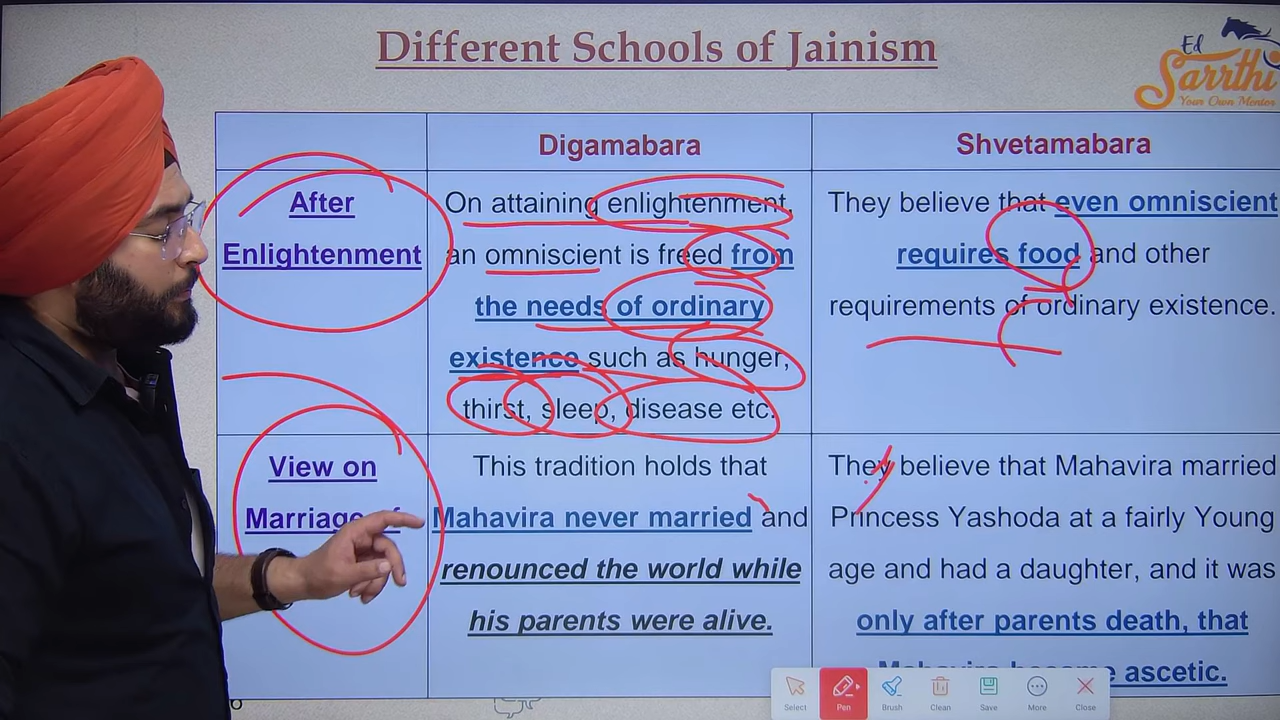 Different Schools of Jainism
Ed
Sarrthi
Your Own Mentor
Digamabara
Shvetamabara
After
Enlightenment
On attaining enlightenment,
an omniscient is freed from
the needs of ordinary
existence such as hunger,
thirst, sleep, disease etc.
They believe that even omniscient
requires food and other
requirements of ordinary existence.
View on
Marriage of
This tradition holds that
Mahavira never married and
renounced the world while
his parents were alive.
They believe that Mahavira married
Princess Yashoda at a fairly Young
age and had a daughter, and it was
only after parents death, that
Mahavira became ascetic.
Select
Pen
Brush
Clean
Save
More
Close